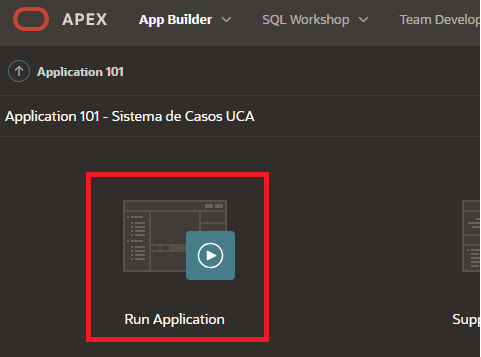 APEX App Builder SQL Workshop Team Develop
Application 101
Application 101 - Sistema de Casos UCA
Run Application Supp